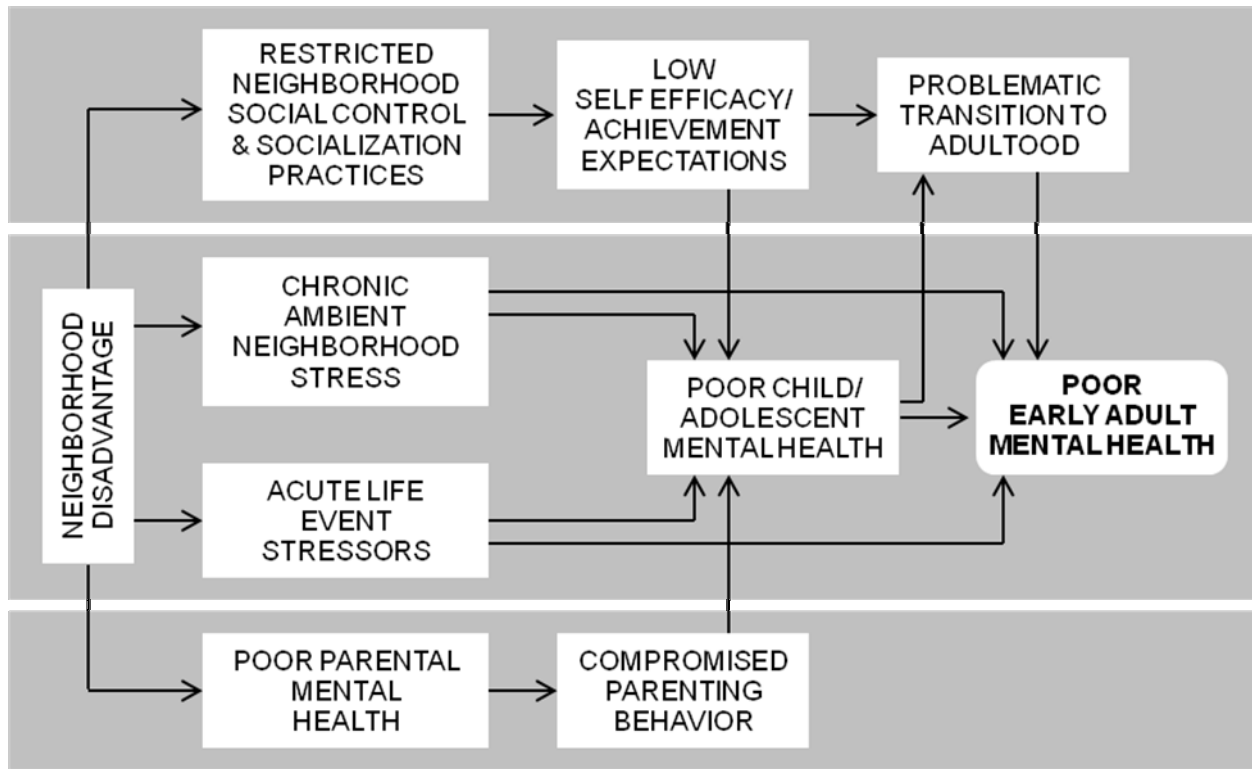 RESTRICTED
NEIGHBORHOOD
SOCIAL CONTROL
& SOCIALIZATION
PRACTICES
LOW
SELF EFFICACY/
ACHIEVEMENT
EXPECTATIONS
PROBLEMATIC
TRANSITION TO
ADULTOOD
NEIGHBORHOOD
DISADVANTAGE
CHRONIC
AMBIENT
NEIGHBORHOOD
STRESS
POOR CHILD/
ADOLESCENT
MENTAL HEALTH
POOR
EARLY ADULT
MENTAL HEALTH
ACUTE LIFE
EVENT
STRESSORS
POOR PARENTAL
MENTAL
HEALTH
COMPROMISED
PARENTING
BEHAVIOR